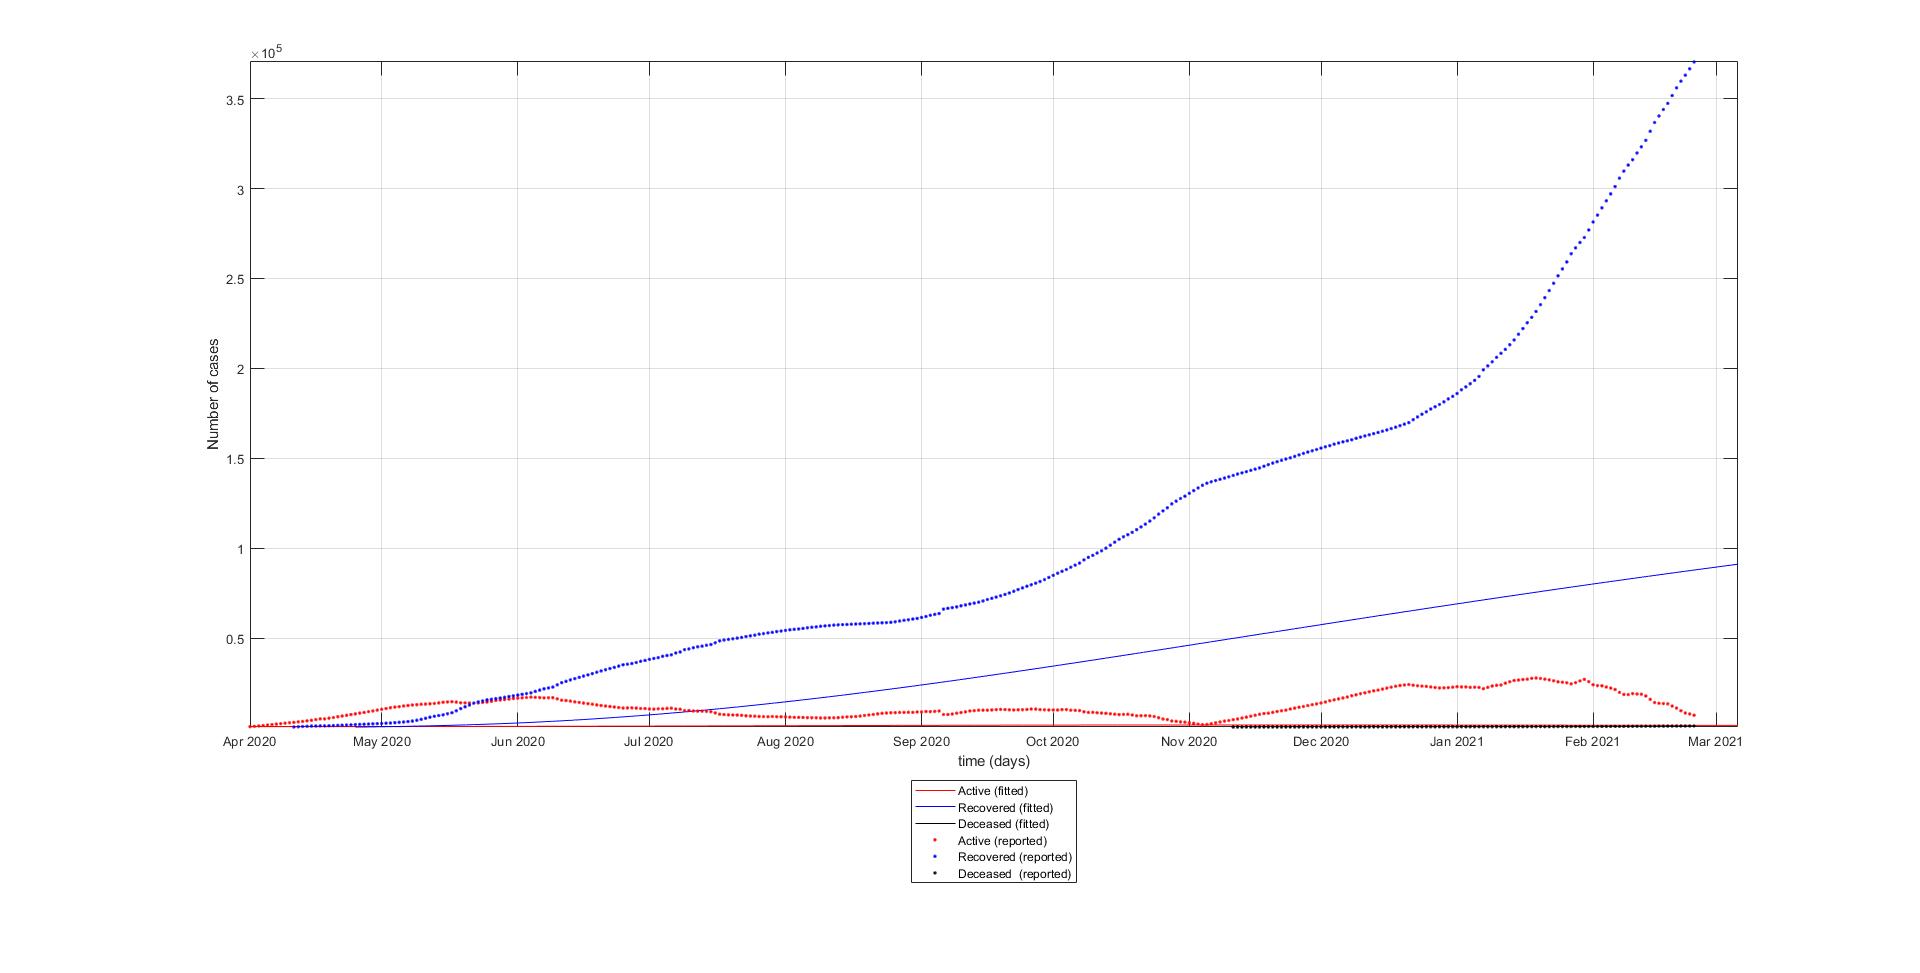 ×10^5
3.5
3
2.5
2
1.5
1
0.5
Number of cases
Apr 2020 May 2020 Jun 2020 Jul 2020 Aug 2020 Sep 2020 Oct 2020 Nov 2020 Dec 2020 Jan 2021 Feb 2021 Mar 2021
time (days)
Active (fitted)
Recovered (fitted)
Deceased (fitted)
Active (reported)
Recovered (reported)
Deceased  (reported)